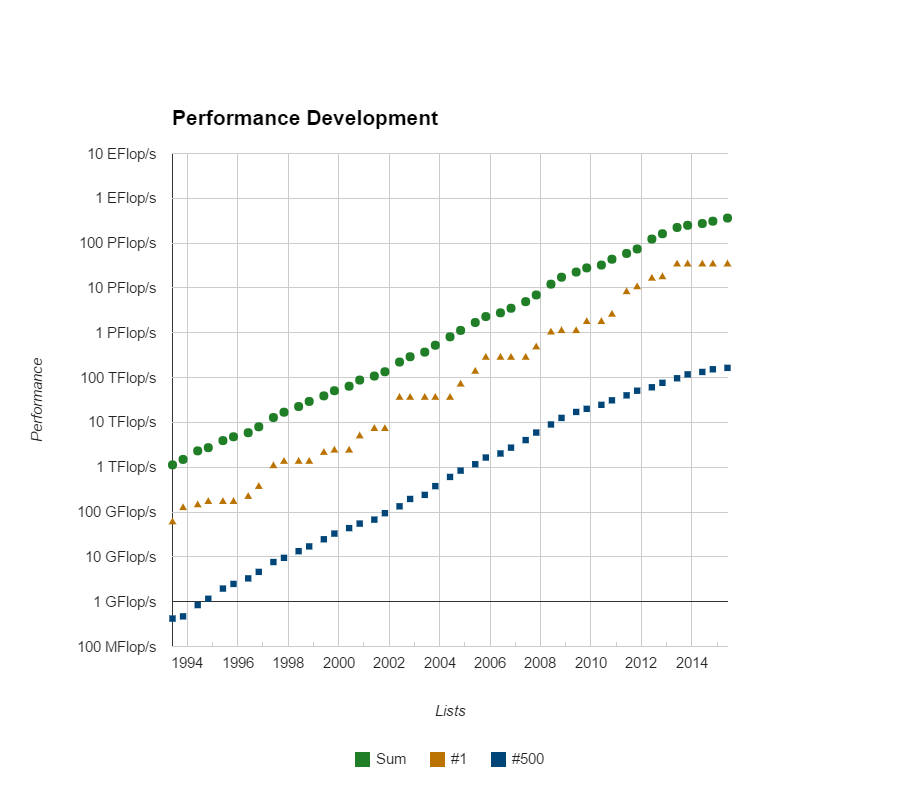 Performance Development
10 EFlop/s
1 EFlop/s
100 PFlop/s
10 PFlop/s
1 PFlop/s
100 TFlop/s
10 TFlop/s
1 TFlop/s
100 GFlop/s
10 GFlop/s
1 GFlop/s
100 MFlop/s
Performance
1994 1996 1998 2000 2002 2004 2006 2008 2010 2012 2014
Lists
Sum #1 #500